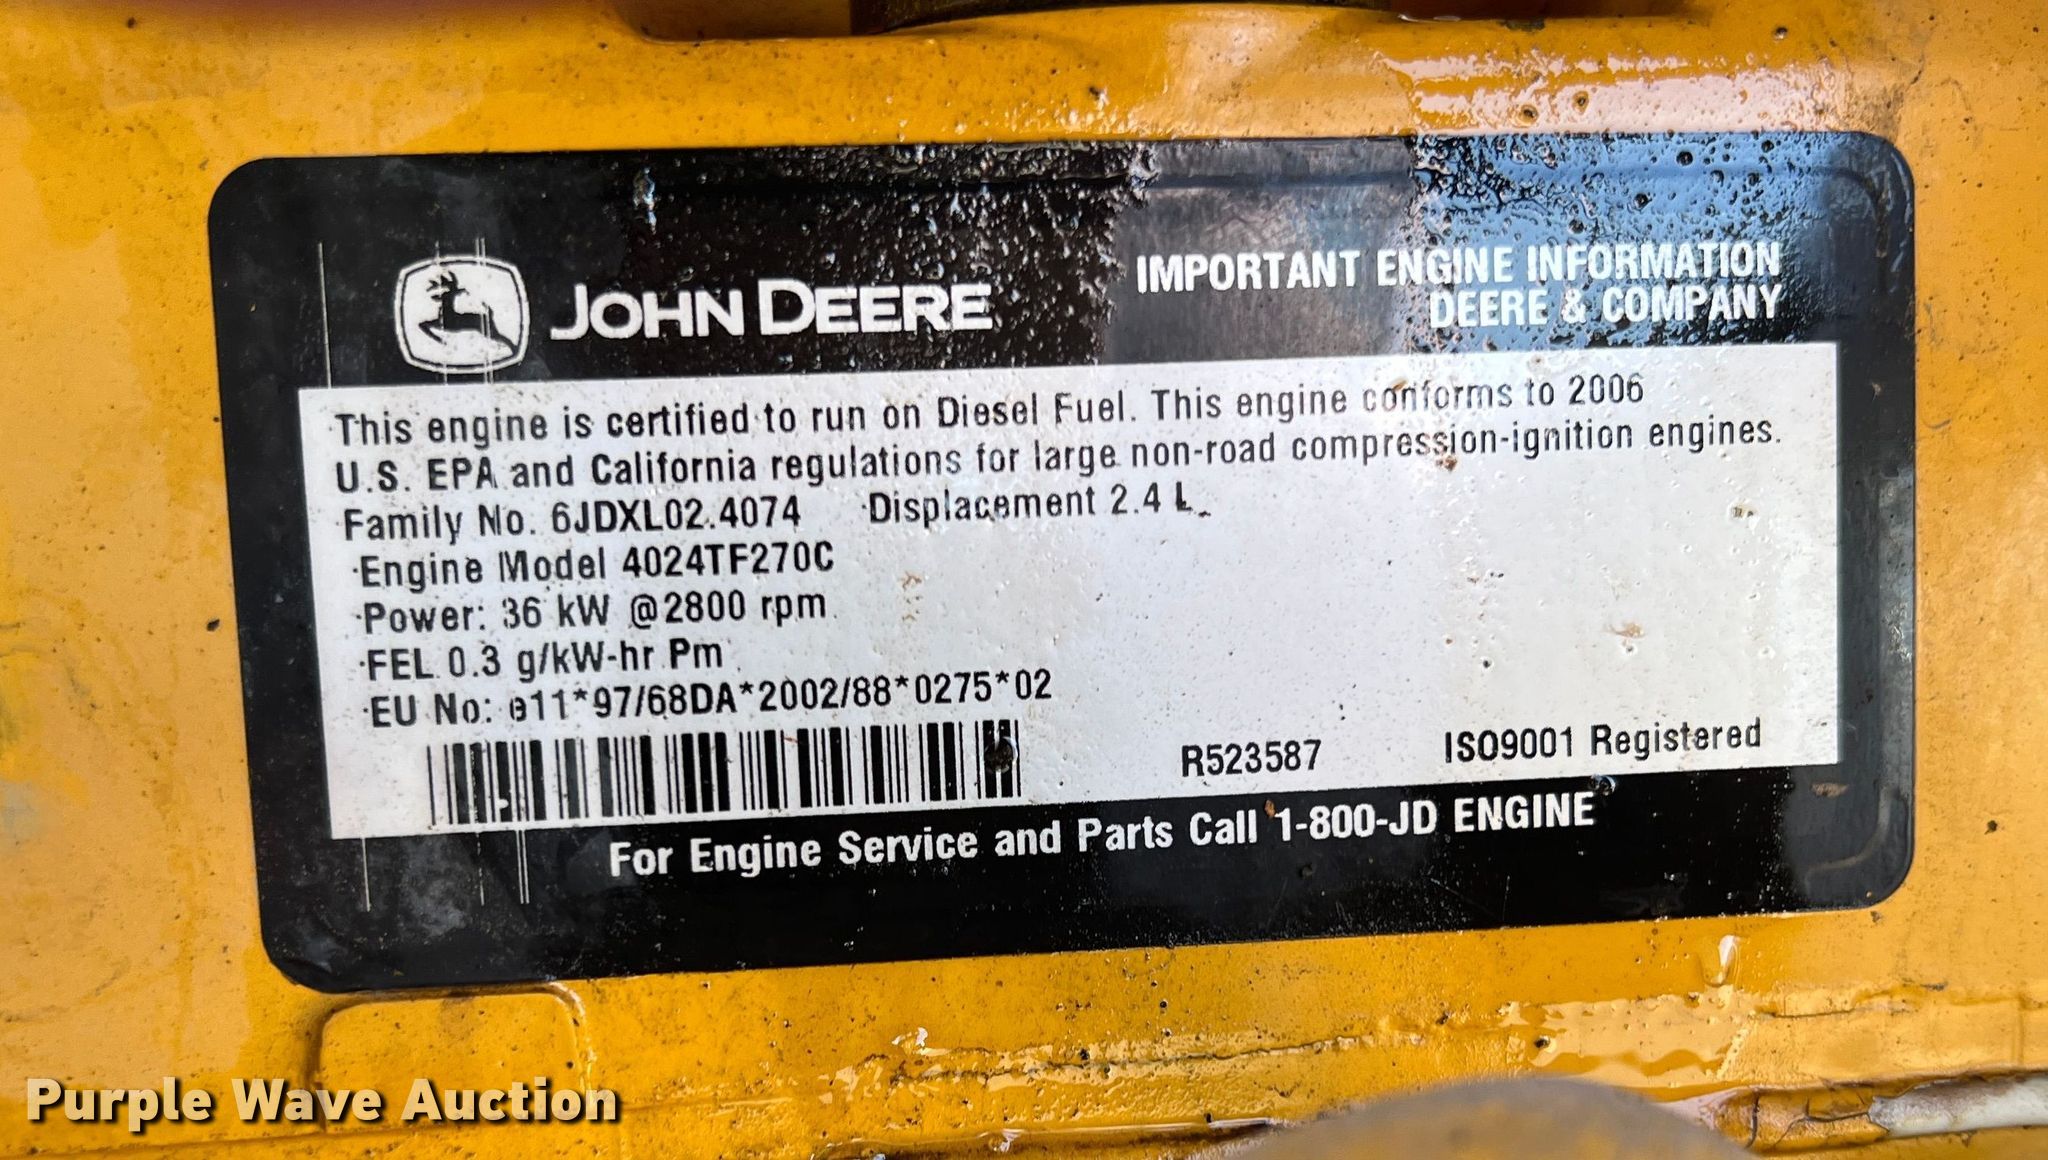 JOHN DEERE
IMPORTANT ENGINE INFORMATION
DEERE & COMPANY
This engine is certified to run on Diesel Fuel. This engine conforms to 2006
U.S. EPA and California regulations for large non-road compression-ignition engines.
Family No. 6JDXL02.4074 Displacement 2.4 L
Engine Model 4024TF270C
Power: 36 kW @2800 rpm
FEL 0.3 g/kW-hr Pm
EU No: e11*97/68DA*2002/88*0275*02
R523587 ISO9001 Registered
For Engine Service and Parts Call 1-800-JD ENGINE
Purple Wave Auction